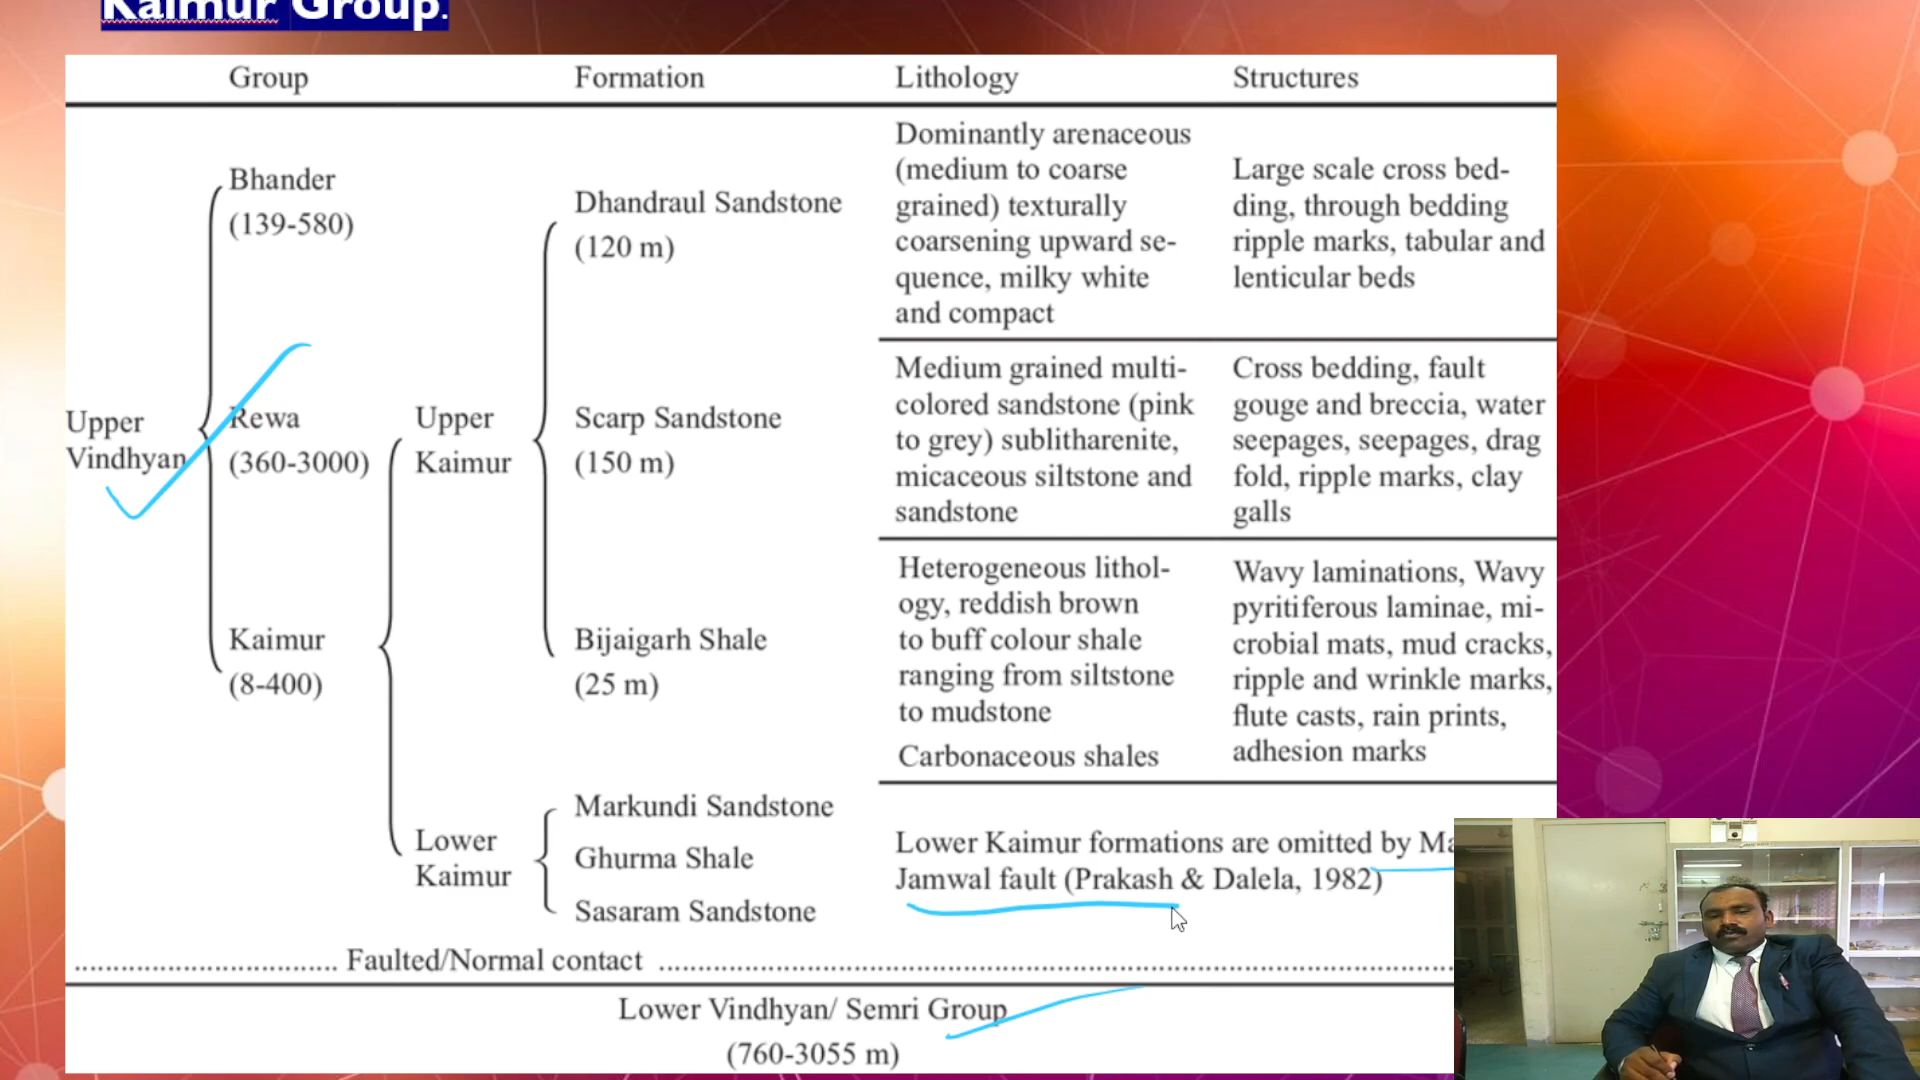 Kaimur Group.
Group Formation Lithology Structures
Bhander
(139-580)
Dhandraul Sandstone
(120 m)
Dominantly arenaceous
(medium to coarse
grained) texturally
coarsening upward se-
quence, milky white
and compact
Large scale cross bed-
ding, through bedding
ripple marks, tabular and
lenticular beds
Upper
Vindhyan
Rewa
(360-3000)
Upper
Kaimur
Scarp Sandstone
(150 m)
Medium grained multi-
colored sandstone (pink
to grey) sublitharenite,
micaceous siltstone and
sandstone
Cross bedding, fault
gouge and breccia, water
seepages, seepages, drag
fold, ripple marks, clay
galls
Kaimur
(8-400)
Bijaigarh Shale
(25 m)
Heterogeneous lithol-
ogy, reddish brown
to buff colour shale
ranging from siltstone
to mudstone
Carbonaceous shales
Wavy laminations, Wavy
pyritiferous laminae, mi-
crobial mats, mud cracks,
ripple and wrinkle marks,
flute casts, rain prints,
adhesion marks
Lower
Kaimur
Markundi Sandstone
Ghurma Shale
Sasaram Sandstone
Lower Kaimur formations are omitted by
Jamwal fault (Prakash & Dalela, 1982)
Faulted/Normal contact
Lower Vindhyan/ Semri Group
(760-3055 m)